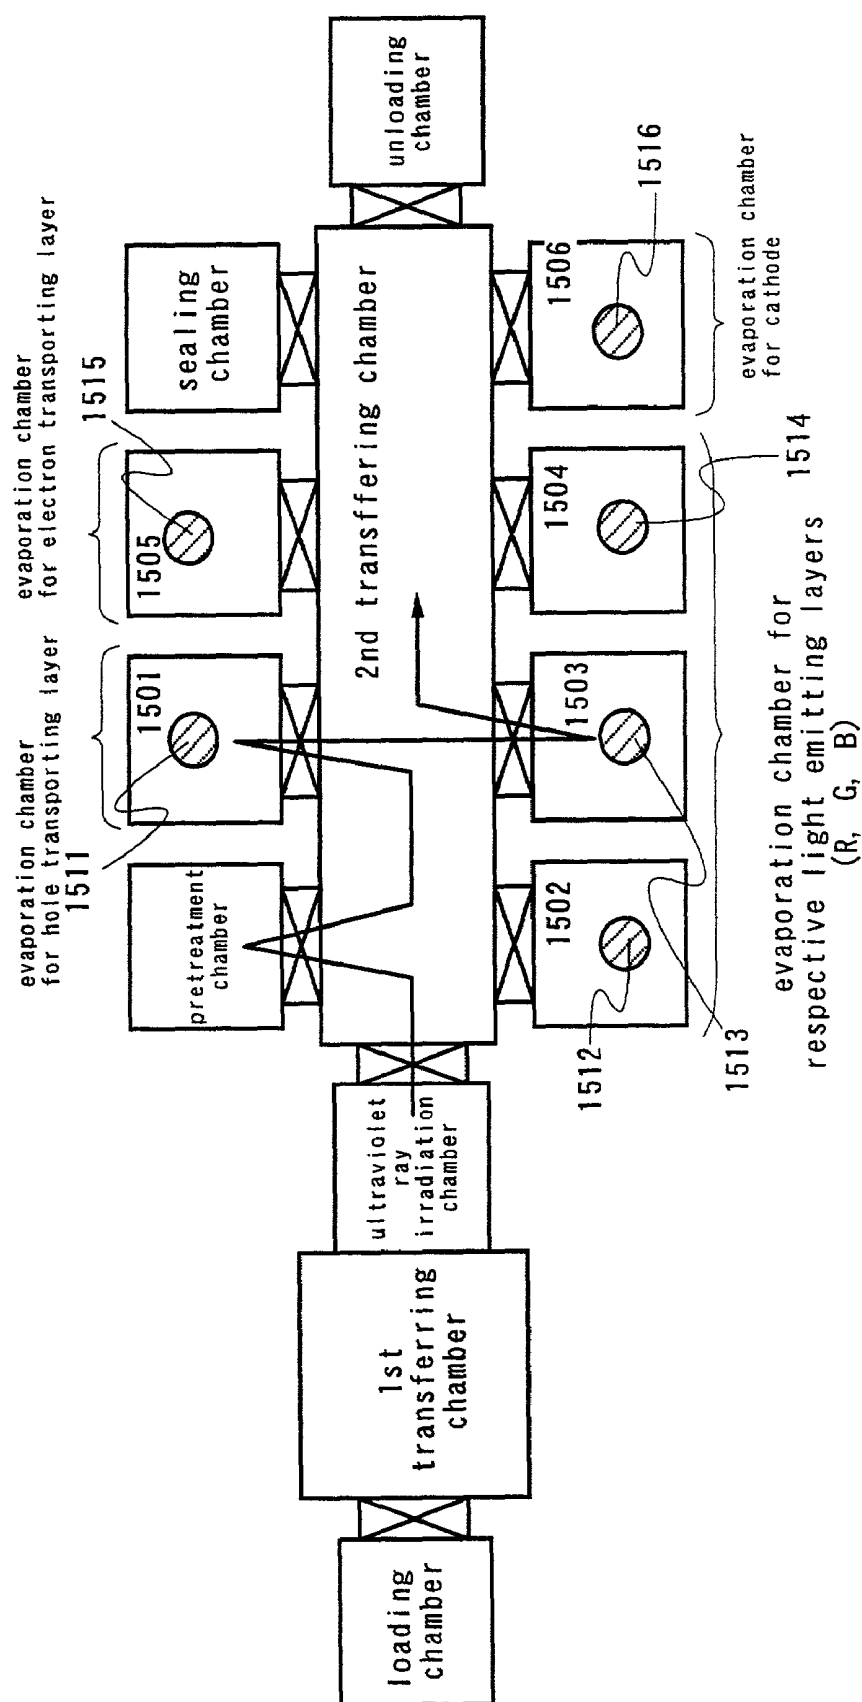 evaporation chamber
for hole transporting layer
1511
evaporation chamber
for electron transporting layer
1515
pretreatment
chamber
1501
1505
sealing
chamber
loading
chamber
1st
transferring
chamber
ultraviolet
ray
irradiation
chamber
2nd transffering chamber
unloading
chamber
1502
1503
1504
1506
1512
1513
1514
1516
evaporation chamber for
respective light emitting layers
(R, G, B)
evaporation chamber
for cathode